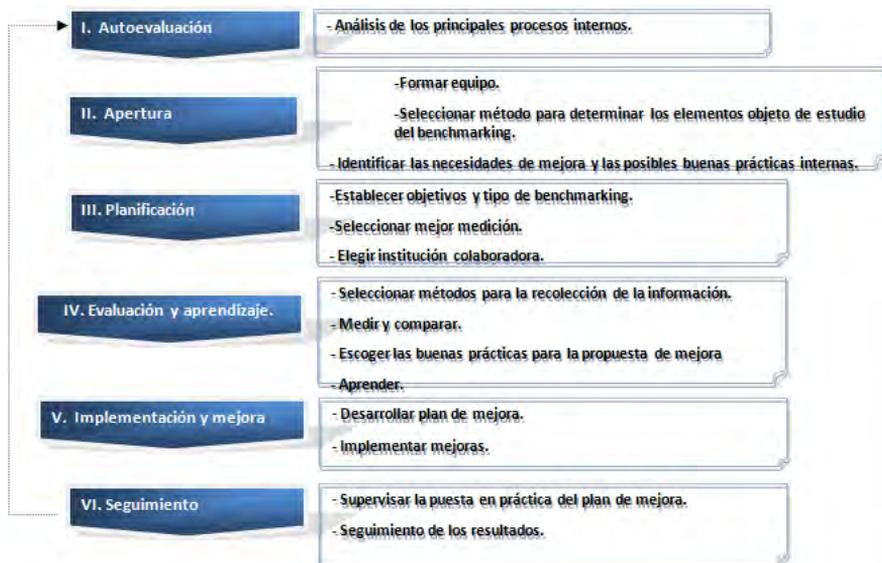 I. Autoevaluación
- Análisis de los principales procesos internos.
II. Apertura
-Formar equipo.
-Seleccionar método para determinar los elementos objeto de estudio
del benchmarking.
- Identificar las necesidades de mejora y las posibles buenas prácticas internas.
III. Planificación
-Establecer objetivos y tipo de benchmarking.
-Seleccionar mejor medición.
- Elegir institución colaboradora.
IV. Evaluación y aprendizaje.
- Seleccionar métodos para la recolección de la información.
- Medir y comparar.
- Escoger las buenas prácticas para la propuesta de mejora
- Aprender.
V. Implementación y mejora
- Desarrollar plan de mejora.
- Implementar mejoras.
VI. Seguimiento
- Supervisar la puesta en práctica del plan de mejora.
- Seguimiento de los resultados.